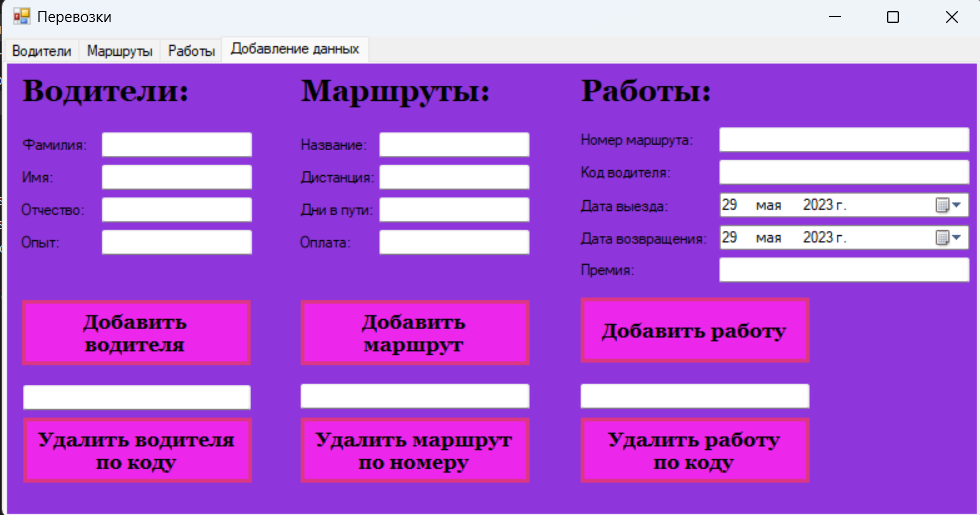 Перевозки
Водители Маршруты Работы Добавление данных
Водители:
Фамилия:
Имя:
Отчество:
Опыт:
Добавить
водителя
Удалить водителя
по коду
Маршруты:
Название:
Дистанция:
Дни в пути:
Оплата:
Добавить
маршрут
Удалить маршрут
по номеру
Работы:
Номер маршрута:
Код водителя:
Дата выезда: 29 мая 2023 г.
Дата возвращения: 29 мая 2023 г.
Премия:
Добавить работу
Удалить работу
по коду